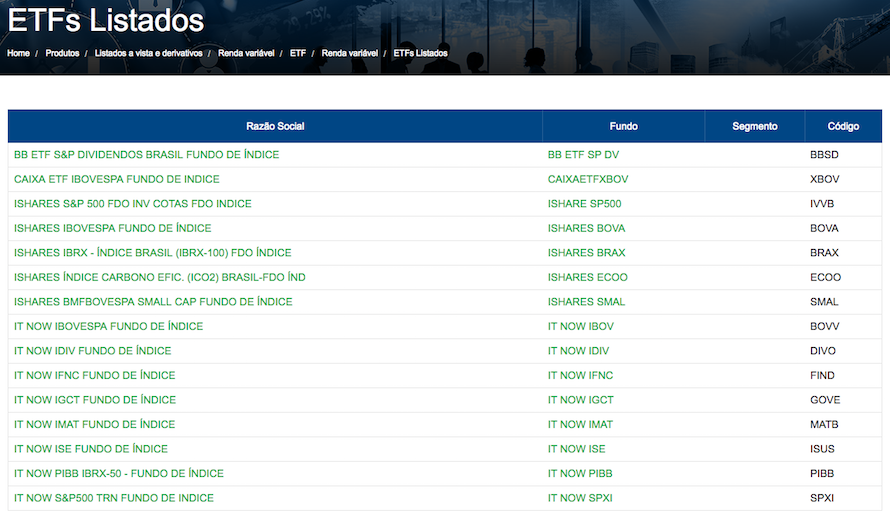 ETFs Listados
Home / Produtos / Listados a vista e derivativos / Renda variável / ETF / Renda variável / ETFs Listados
Razão Social Fundo Segmento Código
BB ETF S&P DIVIDENDOS BRASIL FUNDO DE ÍNDICE BB ETF SP DV BBSD
CAIXA ETF IBOVESPA FUNDO DE INDICE CAIXAETFXBOV XBOV
ISHARES S&P 500 FDO INV COTAS FDO INDICE ISHARE SP500 IVVB
ISHARES IBOVESPA FUNDO DE ÍNDICE ISHARES BOVA BOVA
ISHARES IBRX - ÍNDICE BRASIL (IBRX-100) FDO ÍNDICE ISHARES BRAX BRAX
ISHARES ÍNDICE CARBONO EFIC. (ICO2) BRASIL-FDO ÍND ISHARES ECOO ECOO
ISHARES BMFBOVESPA SMALL CAP FUNDO DE ÍNDICE ISHARES SMAL SMAL
IT NOW IBOVESPA FUNDO DE ÍNDICE IT NOW IBOV BOVV
IT NOW IDIV FUNDO DE ÍNDICE IT NOW IDIV DIVO
IT NOW IFNC FUNDO DE ÍNDICE IT NOW IFNC FIND
IT NOW IGCT FUNDO DE ÍNDICE IT NOW IGCT GOVE
IT NOW IMAT FUNDO DE ÍNDICE IT NOW IMAT MATB
IT NOW ISE FUNDO DE ÍNDICE IT NOW ISE ISUS
IT NOW PIBB IBRX-50 - FUNDO DE ÍNDICE IT NOW PIBB PIBB
IT NOW S&P500 TRN FUNDO DE INDICE IT NOW SPXI SPXI